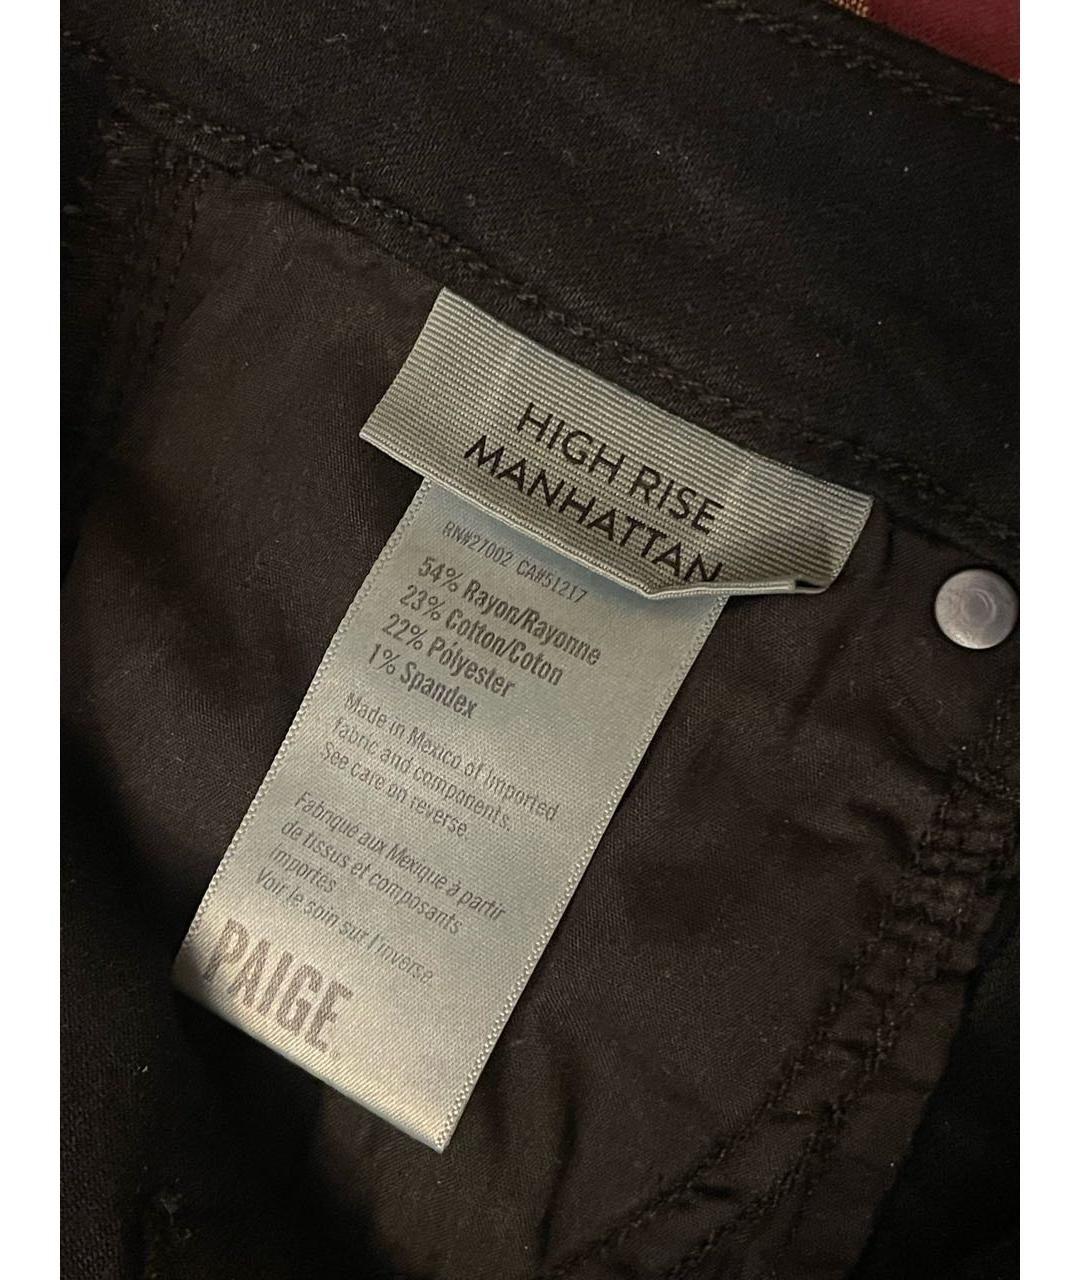 HIGH RISE
MANHATTAN
RN#27002 CA#51217
54% Rayon/Rayonne
23% Cotton/Coton
22% Pólyester
1% Spandex
Made in Mexico of imported
fabric and components.
See care on reverse.
Fabriqué aux Mexique à partir
de tissus et composants
importes
Voir le soin sur l'inverse
PAIGE®